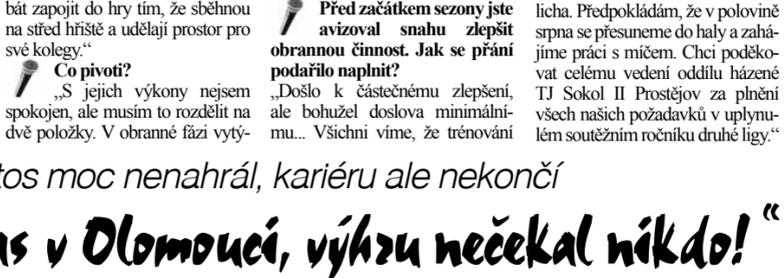 bát zapojit do hry tím, že sběhnou
na střed hřiště a udělají prostor pro
své kolegy.“
Co pivoti?
„S jejich výkony nejsem
spokojen, ale musím to rozdělit na
dvě položky. V obranné fázi vytý-
Před začátkem sezony jste
avizoval snahu zlepšit
obrannou činnost. Jak se přání
podařilo naplnit?
„Došlo k částečnému zlepšení,
ale bohužel doslova minimální-
mu... Všichni víme, že trénování
licha. Předpokládám, že v polovině
srpna se přesuneme do haly a zahá-
jíme práci s míčem. Chci poděko-
vat celému vedení oddílu házené
TJ Sokol II Prostějov za plnění
všech našich požadavků v uplynu-
lém soutěžním ročníku druhé ligy.“
tos moc nenahrál, kariéru ale nekončí
as v Olomouci, výhru nečekal nikdo!“